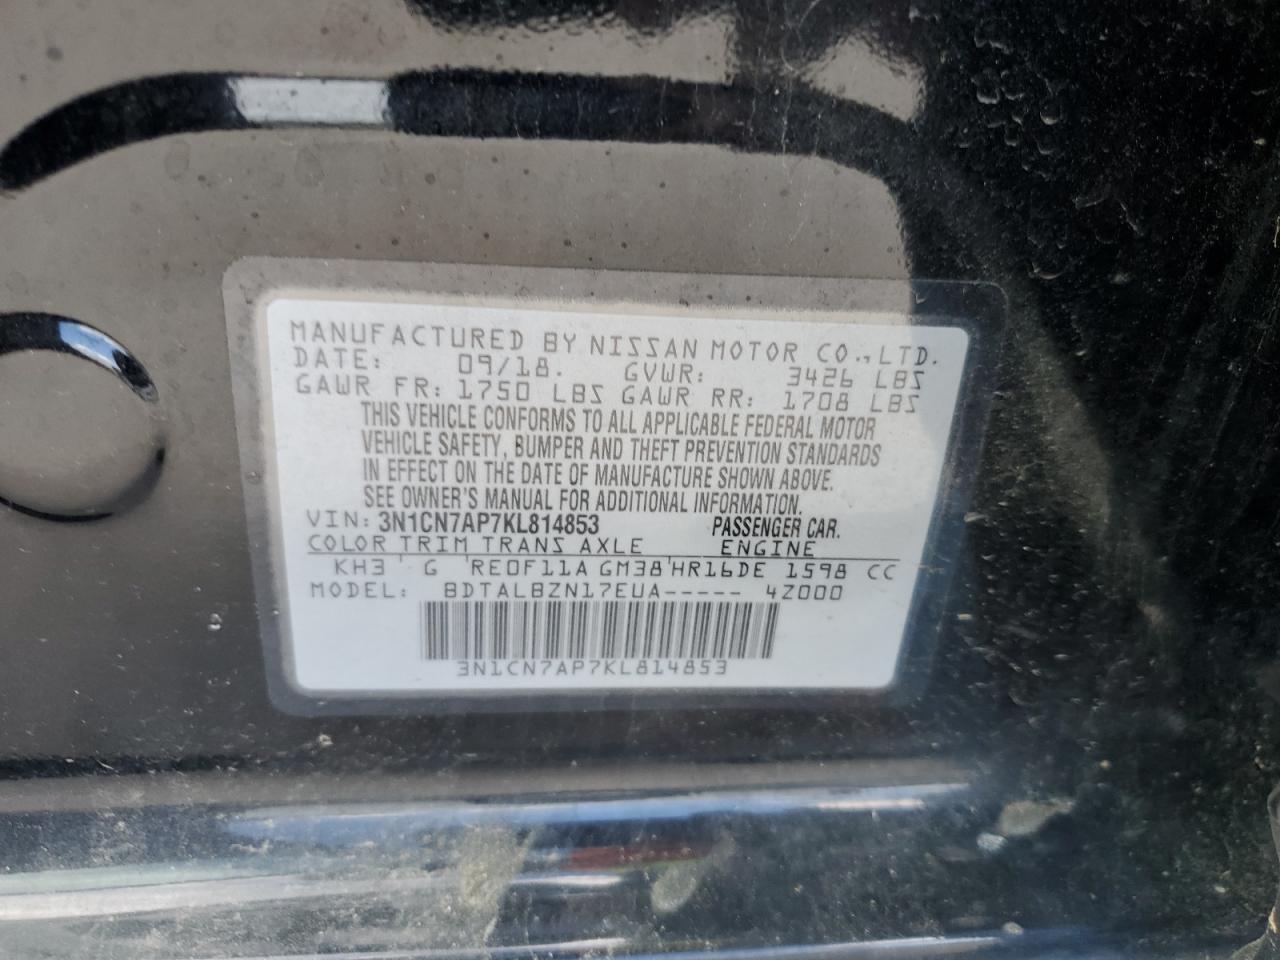 MANUFACTURED BY NISSAN MOTOR CO., LTD.
DATE: 09/18. GVWR: 3426 LBS
GAWR FR: 1750 LBS GAWR RR: 1708 LBS
THIS VEHICLE CONFORMS TO ALL APPLICABLE FEDERAL MOTOR
VEHICLE SAFETY, BUMPER AND THEFT PREVENTION STANDARDS
IN EFFECT ON THE DATE OF MANUFACTURE SHOWN ABOVE.
SEE OWNER'S MANUAL FOR ADDITIONAL INFORMATION.
VIN: 3N1CN7AP7KL814853 PASSENGER CAR.
COLOR TRIM TRANS AXLE ENGINE
KH3 ' G 'RE0F11A GM38'HR16DE 1598 CC
MODEL: BDTALBZN17EUA----- 4Z000
3N1CN7AP7KL814853